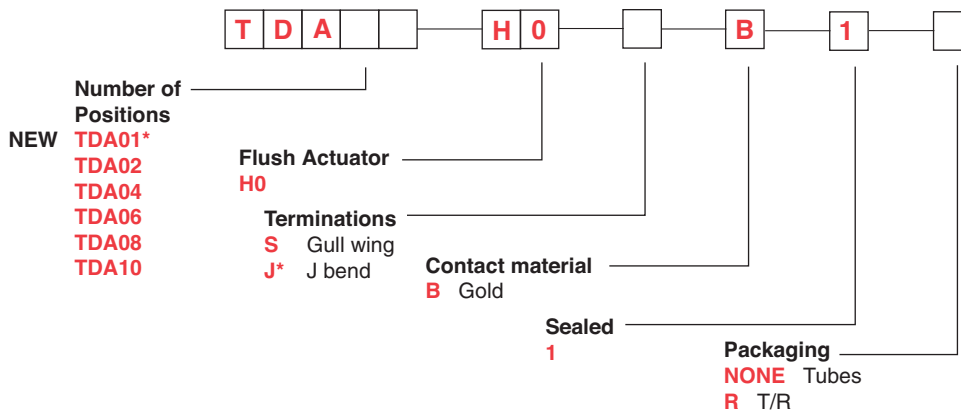 T D A H 0 B 1
Number of
Positions
NEW TDA01*
TDA02
TDA04
TDA06
TDA08
TDA10
Flush Actuator
H0
Terminations
S Gull wing
J* J bend
Contact material
B Gold
Sealed
1
Packaging
NONE Tubes
R T/R